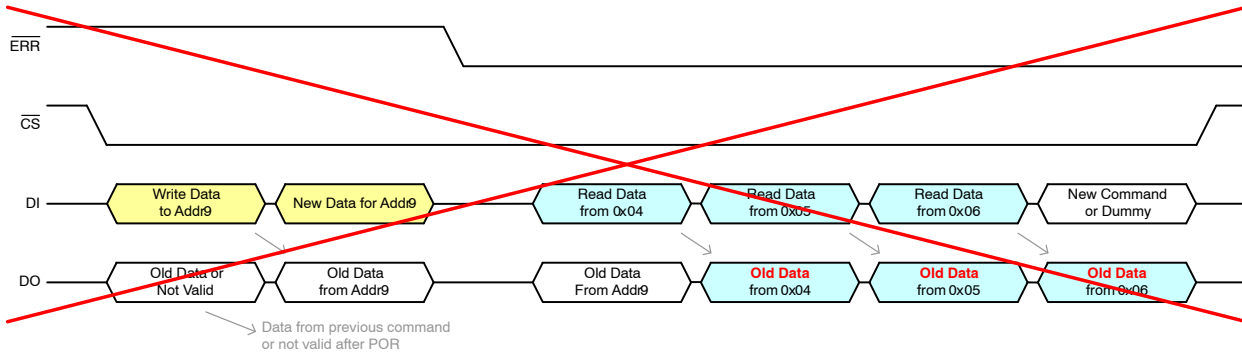 ERR
CS
DI
Write Data
to Addr9
New Data for Addr9
Read Data
from 0x04
Read Data
from 0x05
Read Data
from 0x06
New Command
or Dummy
DO
Old Data or
Not Valid
Old Data
from Addr9
Old Data
From Addr9
Old Data
from 0x04
Old Data
from 0x05
Old Data
from 0x06
Data from previous command
or not valid after POR